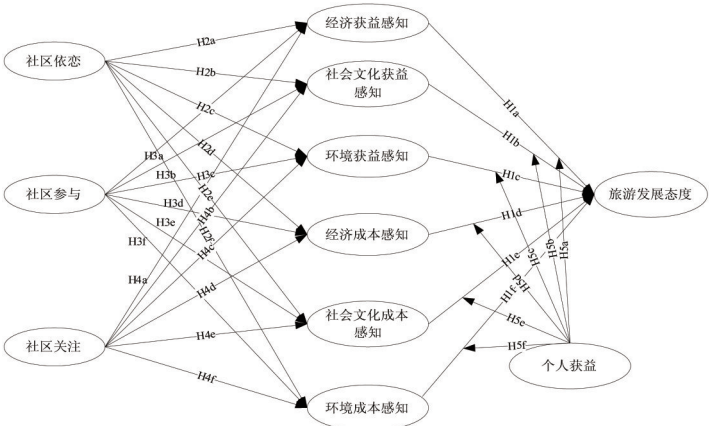 经济获益感知
社区依恋
H2a
H2b
社会文化获益
感知
H2c
H1a
H1b
H2d
H3a
H3b
H3c
环境获益感知
H1c
社区参与
H3d
H2e
H4b
旅游发展态度
H3e
H1d
H3f
H2f
H4c
经济成本感知
H5c
H5b
H5a
H1e
H4a
H4d
H1f
H5d
社会文化成本
感知
H5e
社区关注
H4e
H5f
个人获益
H4f
环境成本感知